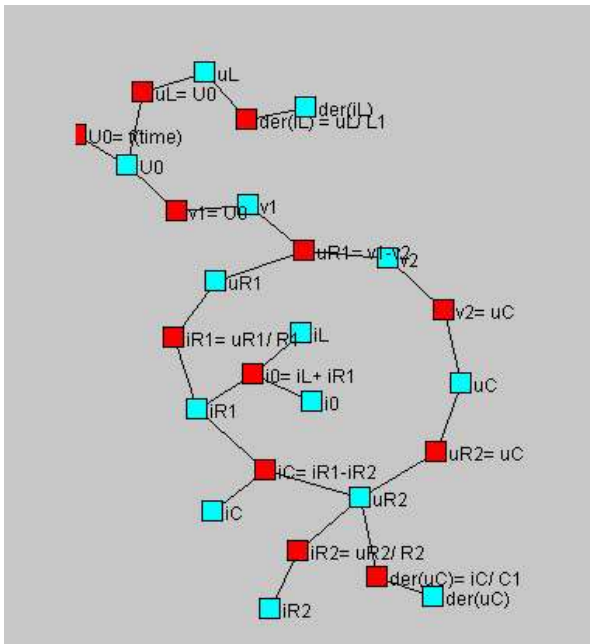 uL
uL= U0
der(iL)
der(iL) = uL/ L1
U0= f(time)
U0
v1
v1= U0
uR1= v1-v2
v2
uR1
v2= uC
iL
iR1= uR1/ R1
i0= iL+ iR1
uC
i0
iR1
uR2= uC
iC= iR1-iR2
uR2
iC
iR2= uR2/ R2
der(uC)= iC/ C1
der(uC)
iR2